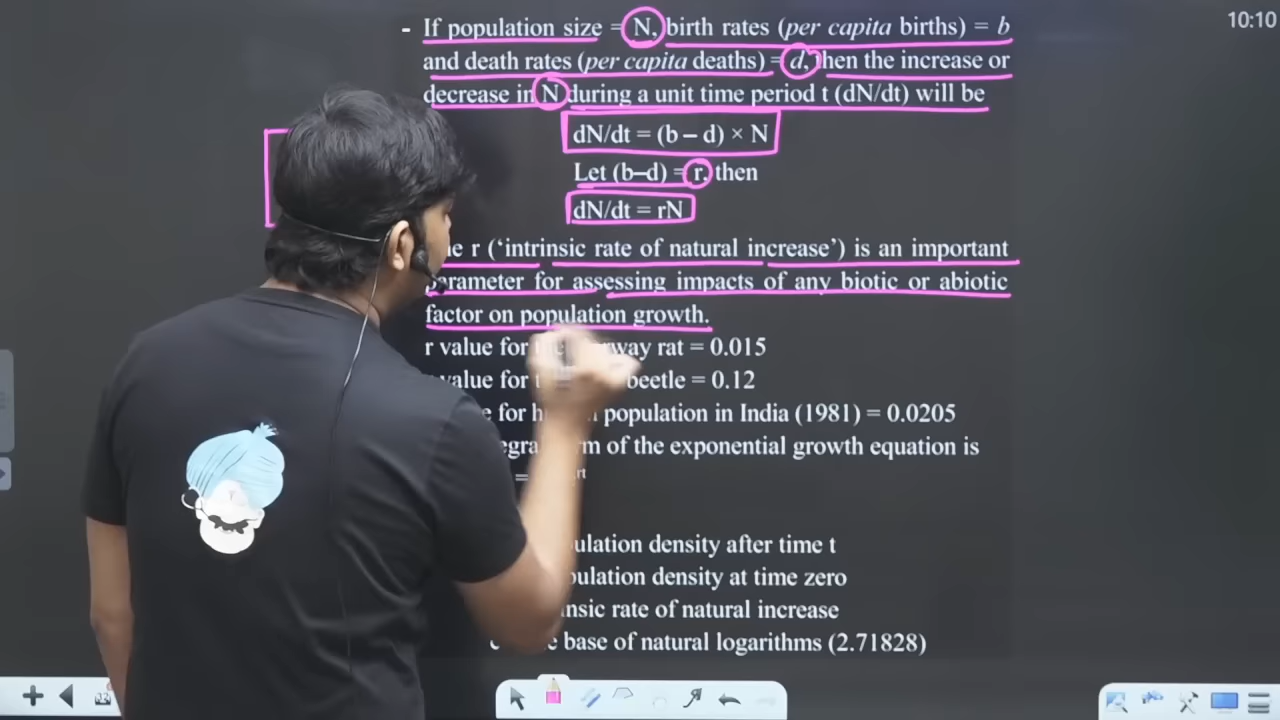 10:10
- If population size = N, birth rates (per capita births) = b
and death rates (per capita deaths) = d, then the increase or
decrease in N during a unit time period t (dN/dt) will be
dN/dt = (b – d) × N
Let (b–d) = r, then
dN/dt = rN
r ('intrinsic rate of natural increase') is an important
parameter for assessing impacts of any biotic or abiotic
factor on population growth.
r value for rat = 0.015
value for beetle = 0.12
for population in India (1981) = 0.0205
of the exponential growth equation is
= rt
density after time t
density at time zero
rate of natural increase
base of natural logarithms (2.71828)